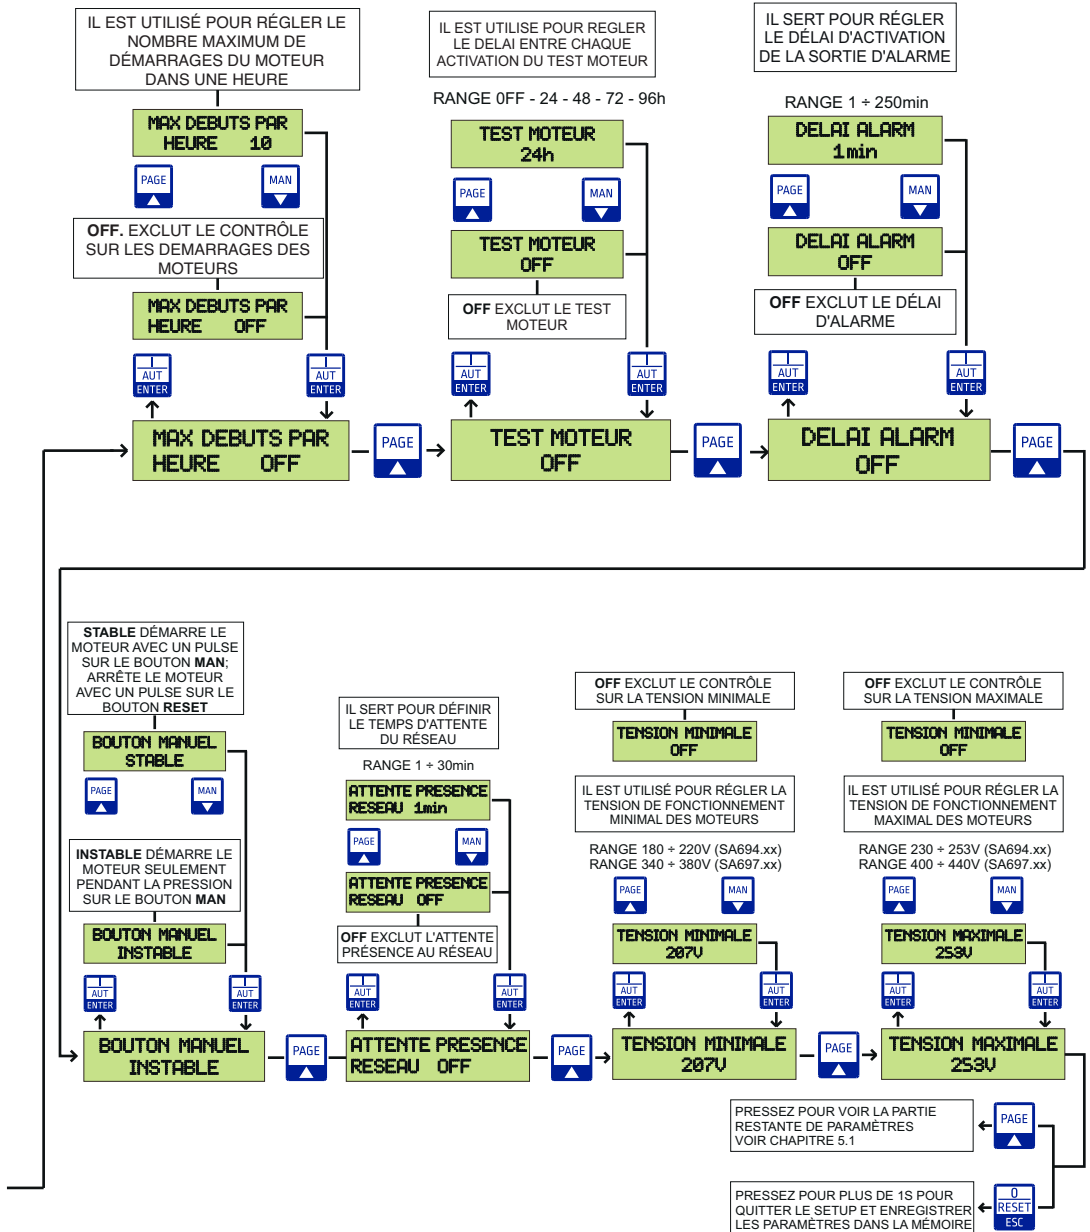 IL EST UTILISÉ POUR RÉGLER LE
NOMBRE MAXIMUM DE
DÉMARRAGES DU MOTEUR
DANS UNE HEURE
MAX DEBUTS PAR
HEURE 10
PAGE
MAN
OFF. EXCLUT LE CONTRÔLE
SUR LES DEMARRAGES DES
MOTEURS
MAX DEBUTS PAR
HEURE OFF
AUT
ENTER
AUT
ENTER
MAX DEBUTS PAR
HEURE OFF
PAGE
IL EST UTILISE POUR REGLER
LE DELAI ENTRE CHAQUE
ACTIVATION DU TEST MOTEUR
RANGE 0FF - 24 - 48 - 72 - 96h
TEST MOTEUR
24h
PAGE
MAN
TEST MOTEUR
OFF
OFF EXCLUT LE TEST
MOTEUR
AUT
ENTER
AUT
ENTER
TEST MOTEUR
OFF
PAGE
IL SERT POUR RÉGLER
LE DÉLAI D'ACTIVATION
DE LA SORTIE D'ALARME
RANGE 1 ÷ 250min
DELAI ALARM
1min
PAGE
MAN
DELAI ALARM
OFF
OFF EXCLUT LE DÉLAI
D'ALARME
AUT
ENTER
AUT
ENTER
DELAI ALARM
OFF
PAGE
STABLE DÉMARRE LE
MOTEUR AVEC UN PULSE
SUR LE BOUTON MAN;
ARRÊTE LE MOTEUR
AVEC UN PULSE SUR LE
BOUTON RESET
BOUTON MANUEL
STABLE
PAGE
MAN
INSTABLE DÉMARRE LE
MOTEUR SEULEMENT
PENDANT LA PRESSION
SUR LE BOUTON MAN
BOUTON MANUEL
INSTABLE
AUT
ENTER
AUT
ENTER
BOUTON MANUEL
INSTABLE
PAGE
IL SERT POUR DÉFINIR
LE TEMPS D'ATTENTE
DU RÉSEAU
RANGE 1 ÷ 30min
ATTENTE PRESENCE
RESEAU 1min
PAGE
MAN
ATTENTE PRESENCE
RESEAU OFF
OFF EXCLUT L'ATTENTE
PRÉSENCE AU RÉSEAU
AUT
ENTER
AUT
ENTER
ATTENTE PRESENCE
RESEAU OFF
PAGE
OFF EXCLUT LE CONTRÔLE
SUR LA TENSION MINIMALE
TENSION MINIMALE
OFF
IL EST UTILISÉ POUR RÉGLER LA
TENSION DE FONCTIONNEMENT
MINIMAL DES MOTEURS
RANGE 180 ÷ 220V (SA694.xx)
RANGE 340 ÷ 380V (SA697.xx)
PAGE
MAN
TENSION MINIMALE
207V
AUT
ENTER
AUT
ENTER
TENSION MINIMALE
207V
PAGE
OFF EXCLUT LE CONTRÔLE
SUR LA TENSION MAXIMALE
TENSION MINIMALE
OFF
IL EST UTILISÉ POUR RÉGLER LA
TENSION DE FONCTIONNEMENT
MAXIMAL DES MOTEURS
RANGE 230 ÷ 253V (SA694.xx)
RANGE 400 ÷ 440V (SA697.xx)
PAGE
MAN
TENSION MAXIMALE
253V
AUT
ENTER
AUT
ENTER
TENSION MAXIMALE
253V
PRESSEZ POUR VOIR LA PARTIE
RESTANTE DE PARAMÈTRES
VOIR CHAPITRE 5.1
PAGE
PRESSEZ POUR PLUS DE 1S POUR
QUITTER LE SETUP ET ENREGISTRER
LES PARAMÈTRES DANS LA MÉMOIRE
0
RESET
ESC